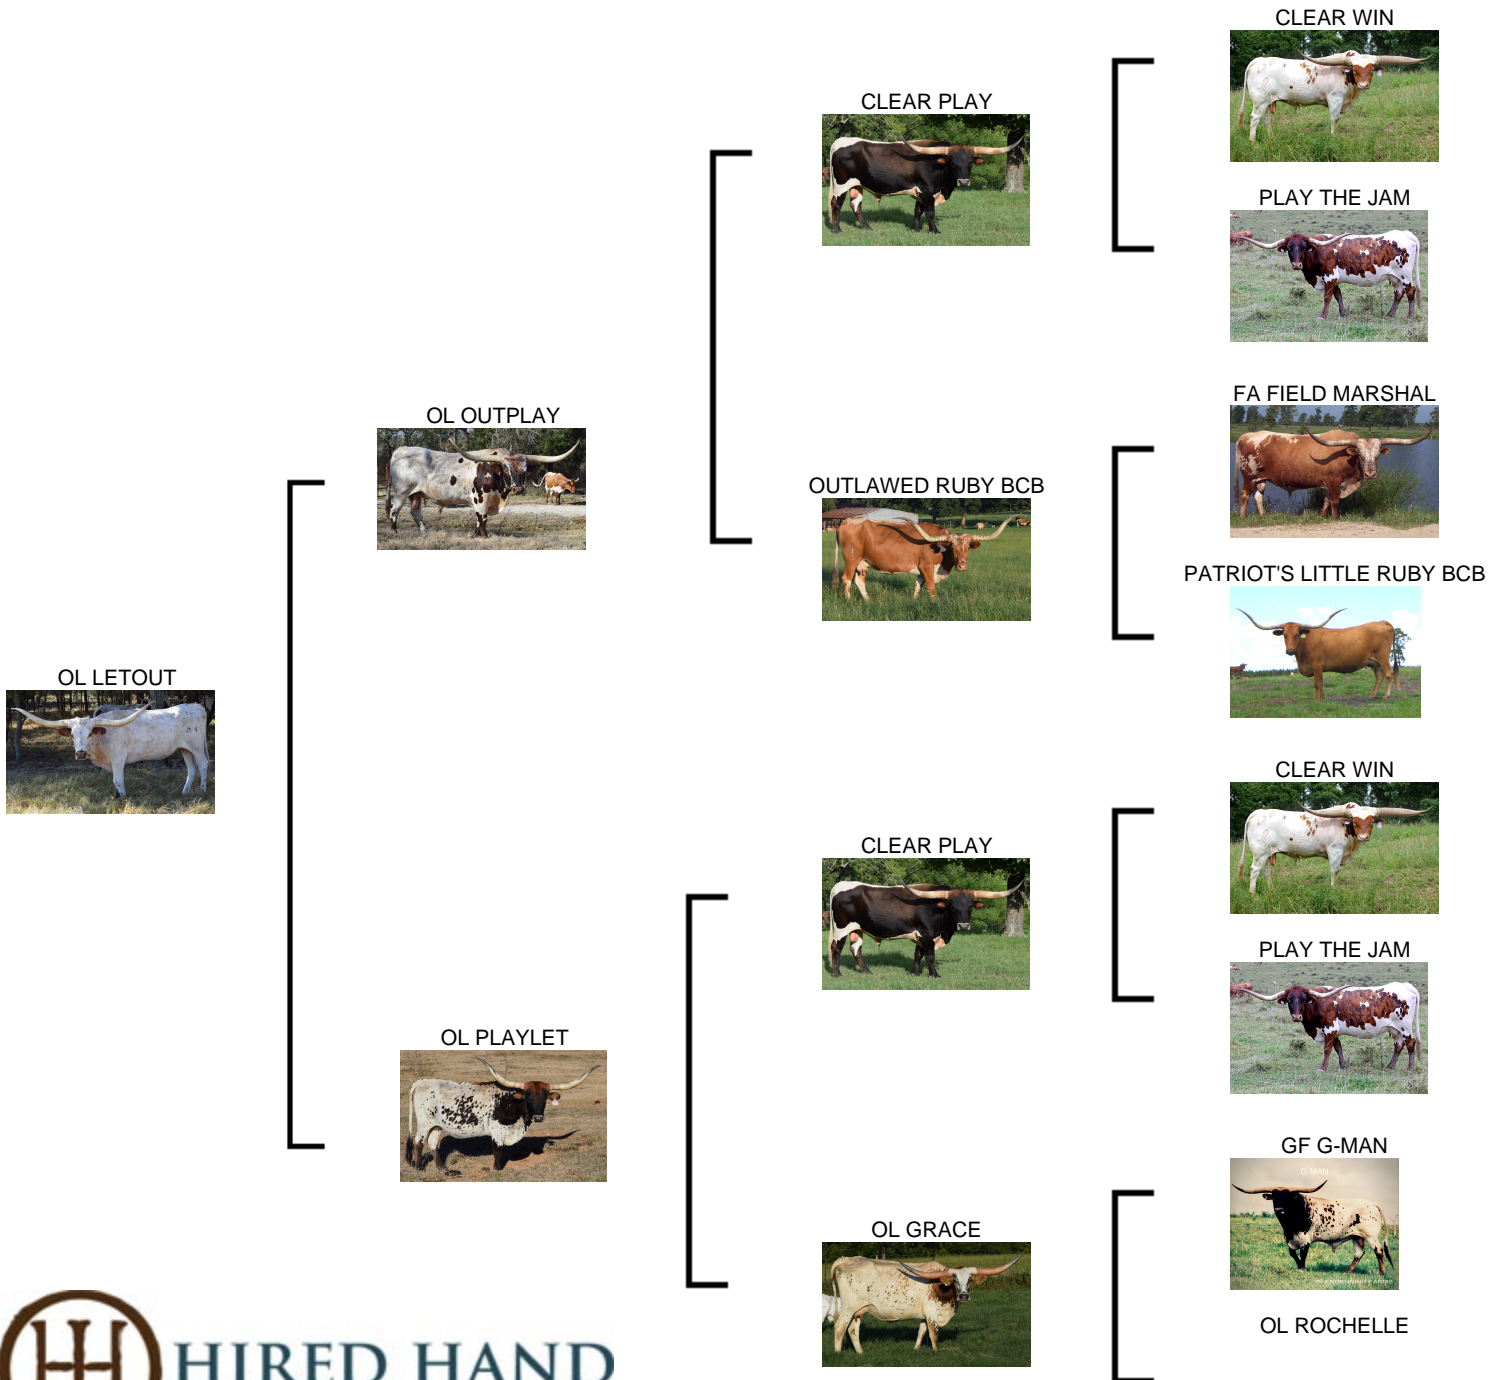 CLEAR WIN
CLEAR PLAY
PLAY THE JAM
FA FIELD MARSHAL
OL OUTPLAY
OUTLAWED RUBY BCB
PATRIOT'S LITTLE RUBY BCB
OL LETOUT
CLEAR WIN
CLEAR PLAY
PLAY THE JAM
OL PLAYLET
GF G-MAN
G-MAN
OL GRACE
OL ROCHELLE
HIRED HAND